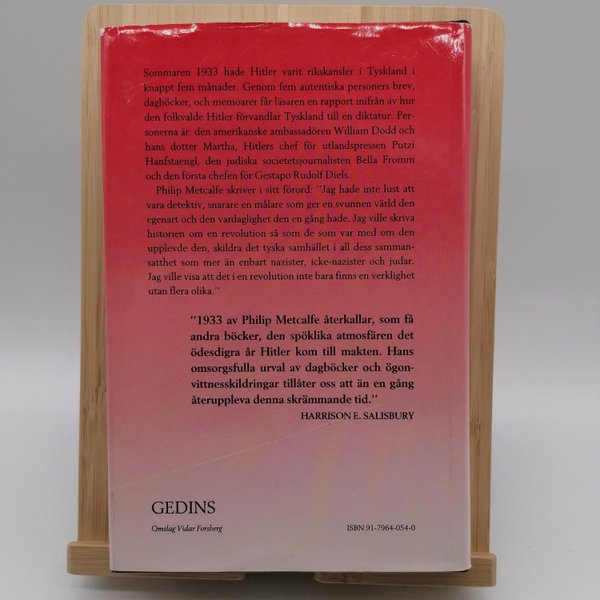 Sommaren 1933 hade Hitler varit rikskansler i Tyskland i
knappt fem månader. Genom fem autentiska personers brev,
dagböcker, och memoarer får läsaren en rapport inifrån av hur
den folkvalde Hitler förvandlar Tyskland till en diktatur. Per-
sonerna är: den amerikanske ambassadören William Dodd och
hans dotter Martha, Hitlers chef för utlandspressen Putzi
Hanfstaengl, den judiska societetsjournalisten Bella Fromm
och den första chefen för Gestapo Rudolf Diels.
Philip Metcalfe skriver i sitt förord: "Jag hade inte lust att
vara detektiv, snarare en målare som ger en svunnen värld den
egenart och den vardaglighet den en gång hade. Jag ville skriva
historien om en revolution så som de som var med om den
upplevde den, skildra det tyska samhället i all dess samman-
satthet som mer än enbart nazister, icke-nazister och judar.
Jag ville visa att det i en revolution inte bara finns en verklighet
utan flera olika."
"1933 av Philip Metcalfe återkallar, som få
andra böcker, den spöklika atmosfären det
ödesdigra år Hitler kom till makten. Hans
omsorgsfulla urval av dagböcker och ögon-
vittnesskildringar tillåter oss att än en gång
återuppleva denna skrämmande tid."
HARRISON E. SALISBURY
GEDINS
Omslag Vidar Forsberg
ISBN 91-7964-054-0